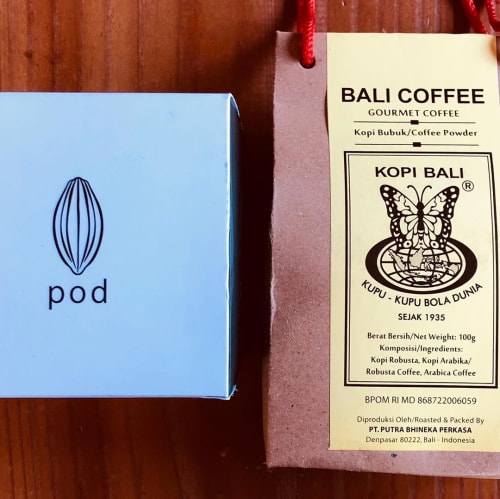 pod
BALI COFFEE
GOURMET COFFEE
Kopi Bubuk/Coffee Powder
KOPI BALI
®
KUPU - KUPU BOLA DUNIA
SEJAK 1935
Berat Bersih/Net Weight: 100g
Komposisi/Ingredients:
Kopi Robusta, Kopi Arabika/
Robusta Coffee, Arabica Coffee
BPOM RI MD 868722006059
Diproduksi Oleh/Roasted & Packed By
PT. PUTRA BHINEKA PERKASA
Denpasar 80222, Bali - Indonesia